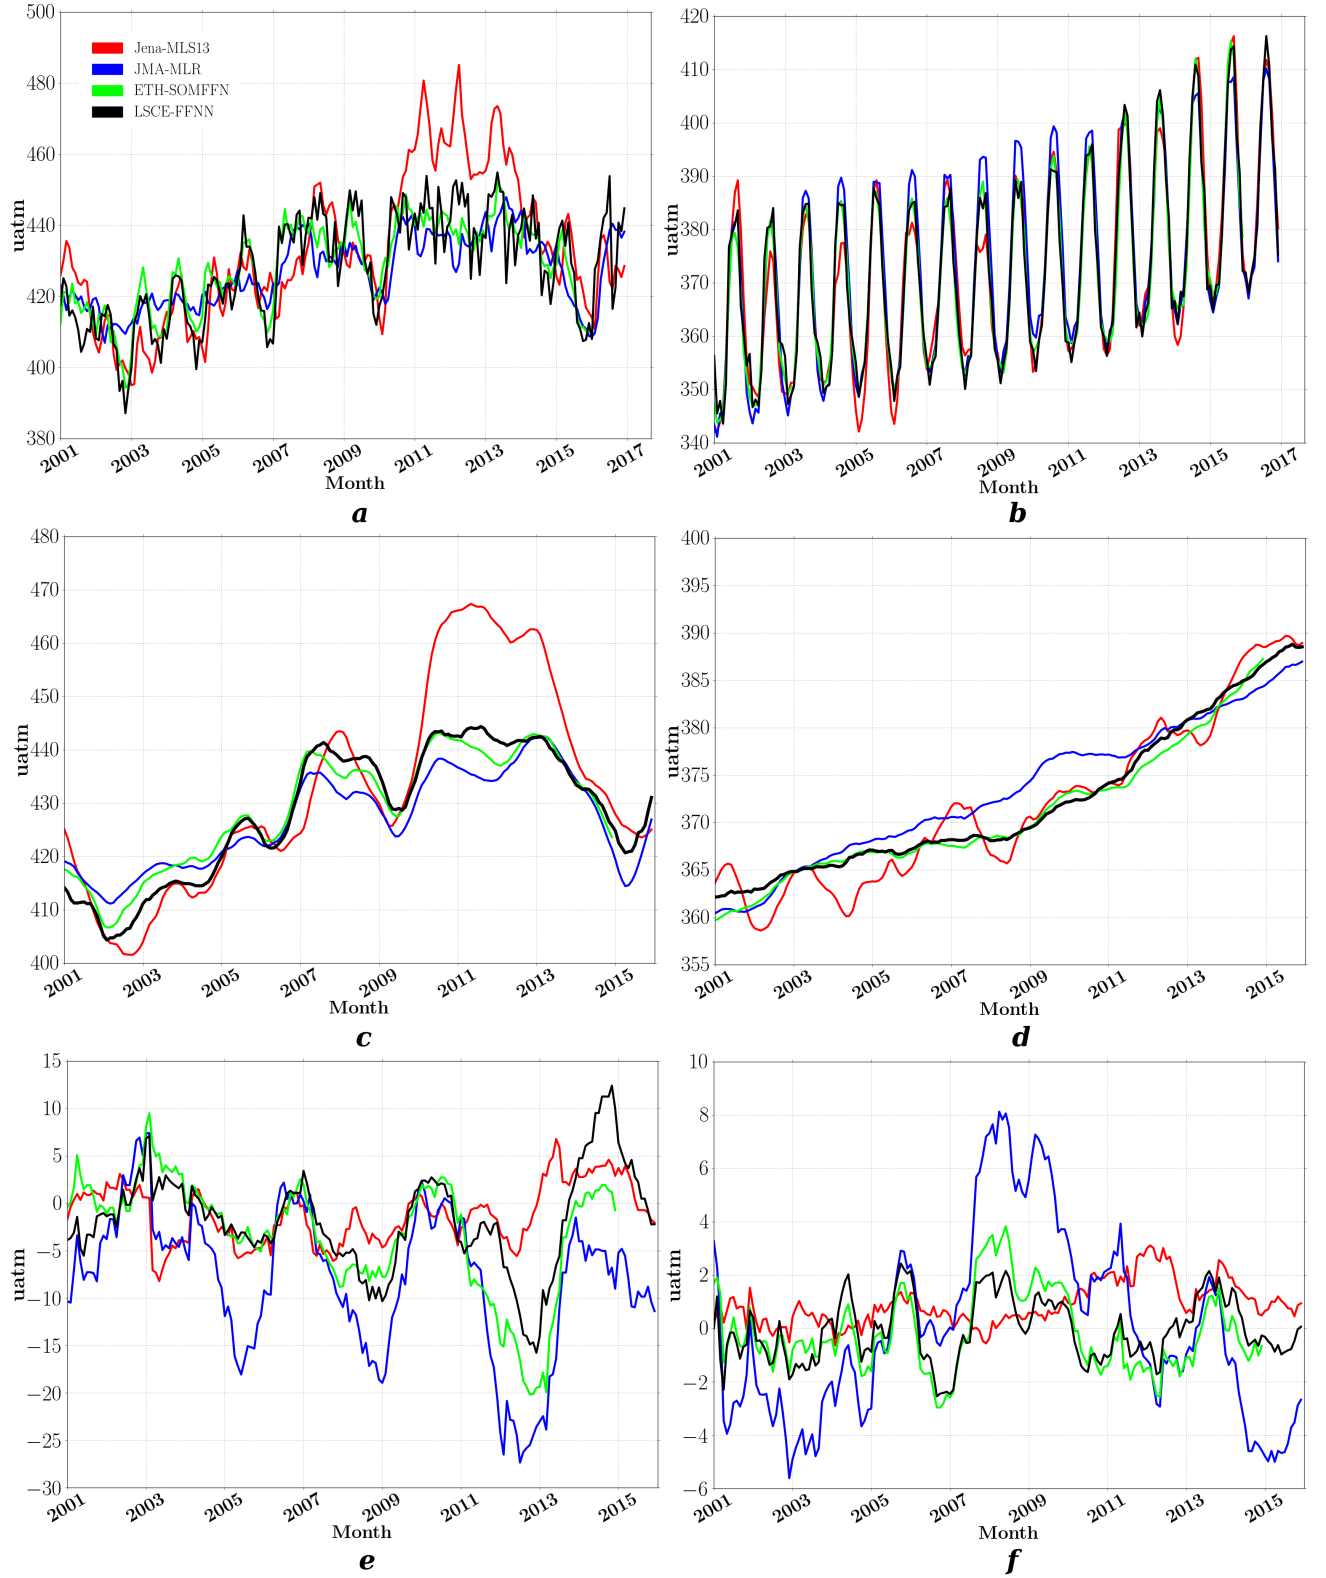 500
480
460
440
420
400
380
uatm
Jena-MLS13
JMA-MLR
ETH-SOMFFN
LSCE-FFNN
2001 2003 2005 2007 2009 2011 2013 2015 2017
Month
a
420
410
400
390
380
370
360
350
340
uatm
2001 2003 2005 2007 2009 2011 2013 2015 2017
Month
b
480
470
460
450
440
430
420
410
400
uatm
2001 2003 2005 2007 2009 2011 2013 2015
Month
c
400
395
390
385
380
375
370
365
360
355
uatm
2001 2003 2005 2007 2009 2011 2013 2015
Month
d
15
10
5
0
−5
−10
−15
−20
−25
−30
uatm
2001 2003 2005 2007 2009 2011 2013 2015
Month
e
10
8
6
4
2
0
−2
−4
−6
uatm
2001 2003 2005 2007 2009 2011 2013 2015
Month
f